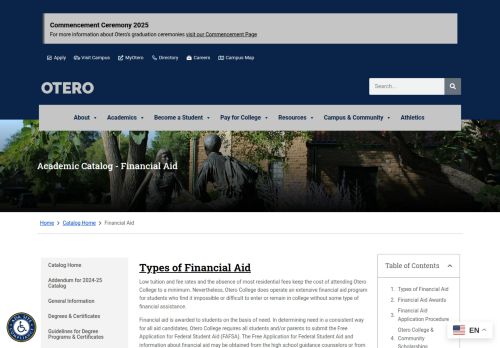 Commencement Ceremony 2025
For more information about Otero's graduation ceremonies visit our Commencement Page
Apply Visit Campus MyOtero Directory Careers Campus Map
OTERO
Search...
About Academics Become a Student Pay for College Resources Campus & Community Athletics
Academic Catalog - Financial Aid
Home Catalog Home Financial Aid
Catalog Home
Addendum for 2024-25
Catalog
General Information
Degrees & Certificates
Guidelines for Degree
Programs & Certificates
Types of Financial Aid
Low tuition and fee rates and the absence of most residential fees keep the cost of attending Otero
College to a minimum. Nevertheless, Otero College does operate an extensive financial aid program
for students who find it impossible or difficult to enter or remain in college without some type of
financial assistance.
Financial aid is awarded to students on the basis of need. In determining need in a consistent way
for all aid candidates, Otero College requires all students and/or parents to submit the Free
Application for Federal Student Aid (FAFSA). The Free Application for Federal Student Aid and
information about financial aid may be obtained from the high school guidance counselors or from
Table of Contents
1. Types of Financial Aid
2. Financial Aid Awards
3. Financial Aid
Application Procedure
Otero College &
4. Community
Scholarships
EN